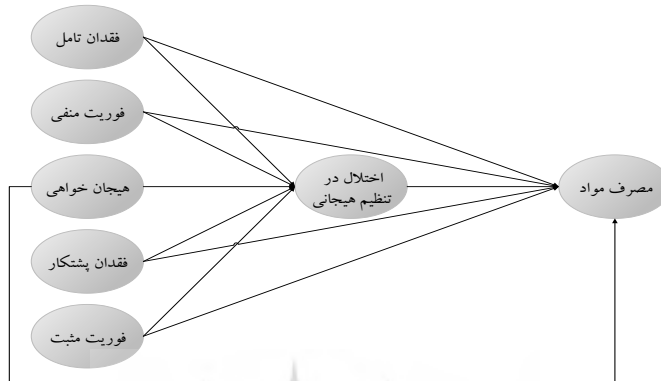 فقدان تامل
فوریت منفی
هیجان خواهی
اختلال در
تنظیم هیجانی
مصرف مواد
فقدان پشتکار
فوریت مثبت